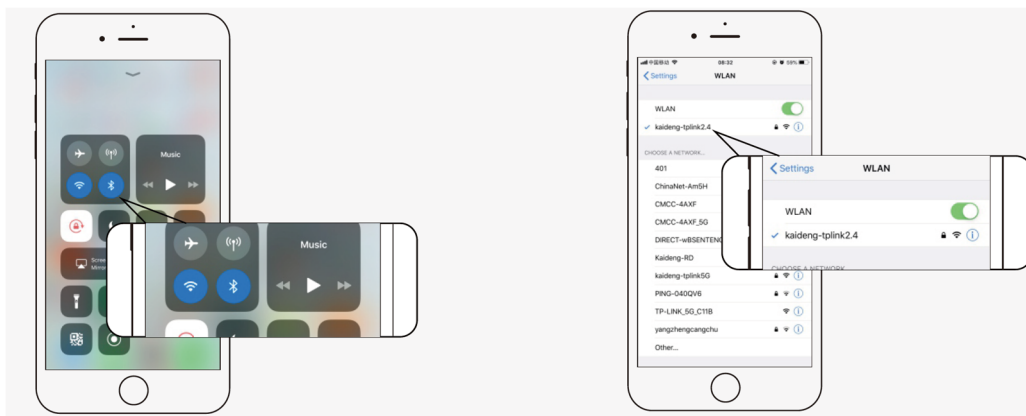 Music
Screen
Mirror
Music
中国移动
08:32
59%
Settings
WLAN
WLAN
kaideng-tplink2.4
CHOOSE A NETWORK...
401
ChinaNet-Am5H
CMCC-4AXF
CMCC-4AXF_5G
DIRECT-wBSENTENC
Kaideng-RD
kaideng-tplink5G
PING-040QV6
TP-LINK_5G_C11B
yangzhengcangchu
Other...
Settings
WLAN
WLAN
kaideng-tplink2.4
CHOOSE A NETWORK